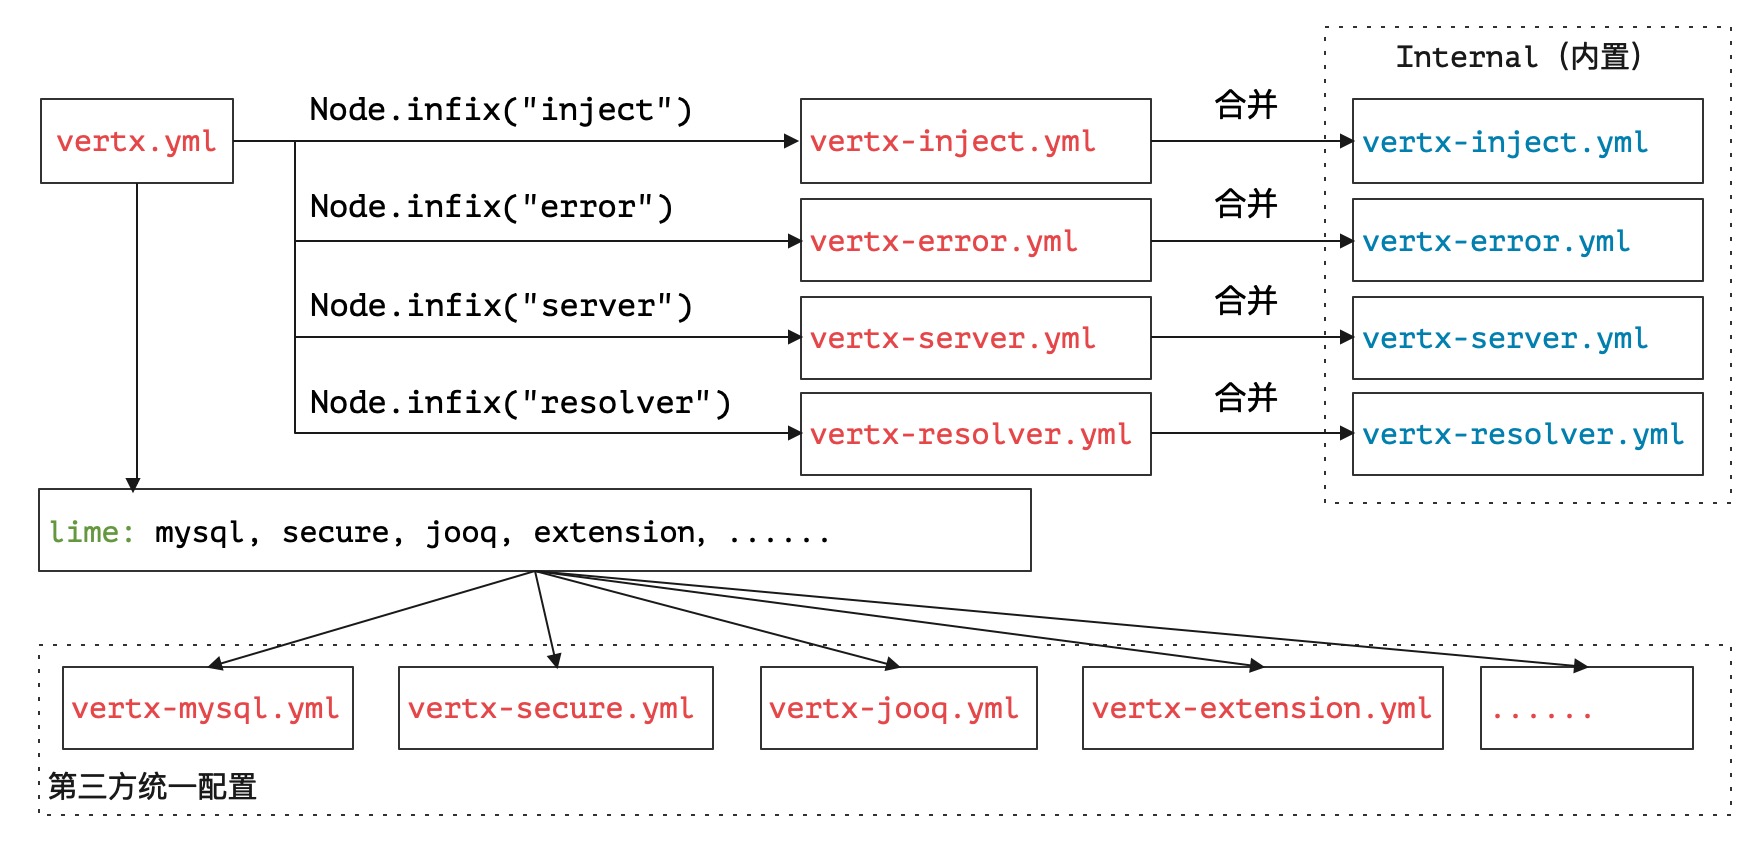 Internal（内置）
vertx.yml
Node.infix("inject")
vertx-inject.yml
合并
vertx-inject.yml
Node.infix("error")
vertx-error.yml
合并
vertx-error.yml
Node.infix("server")
vertx-server.yml
合并
vertx-server.yml
Node.infix("resolver")
vertx-resolver.yml
合并
vertx-resolver.yml
lime: mysql, secure, jooq, extension, ......
vertx-mysql.yml
vertx-secure.yml
vertx-jooq.yml
vertx-extension.yml
......
第三方统一配置